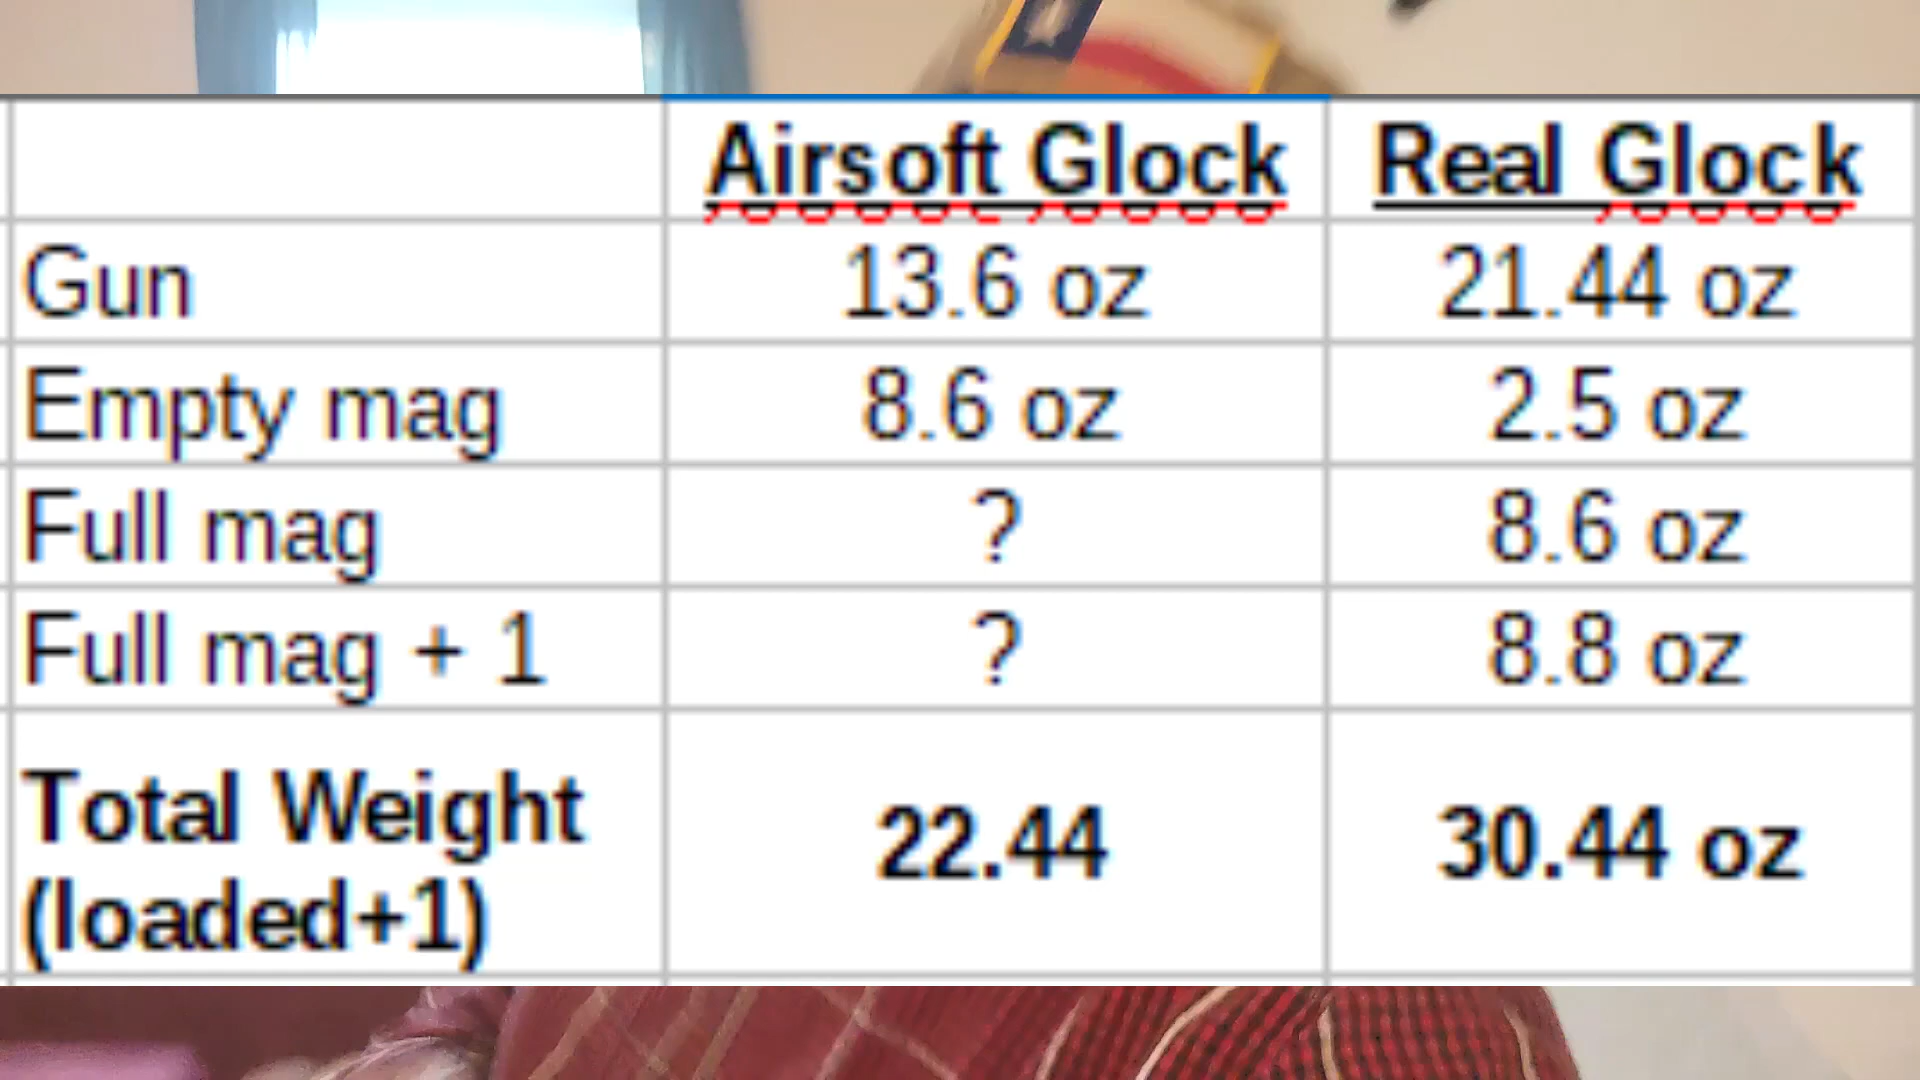 Airsoft Glock Real Glock
Gun 13.6 oz 21.44 oz
Empty mag 8.6 oz 2.5 oz
Full mag ? 8.6 oz
Full mag + 1 ? 8.8 oz
Total Weight
(loaded+1) 22.44 30.44 oz